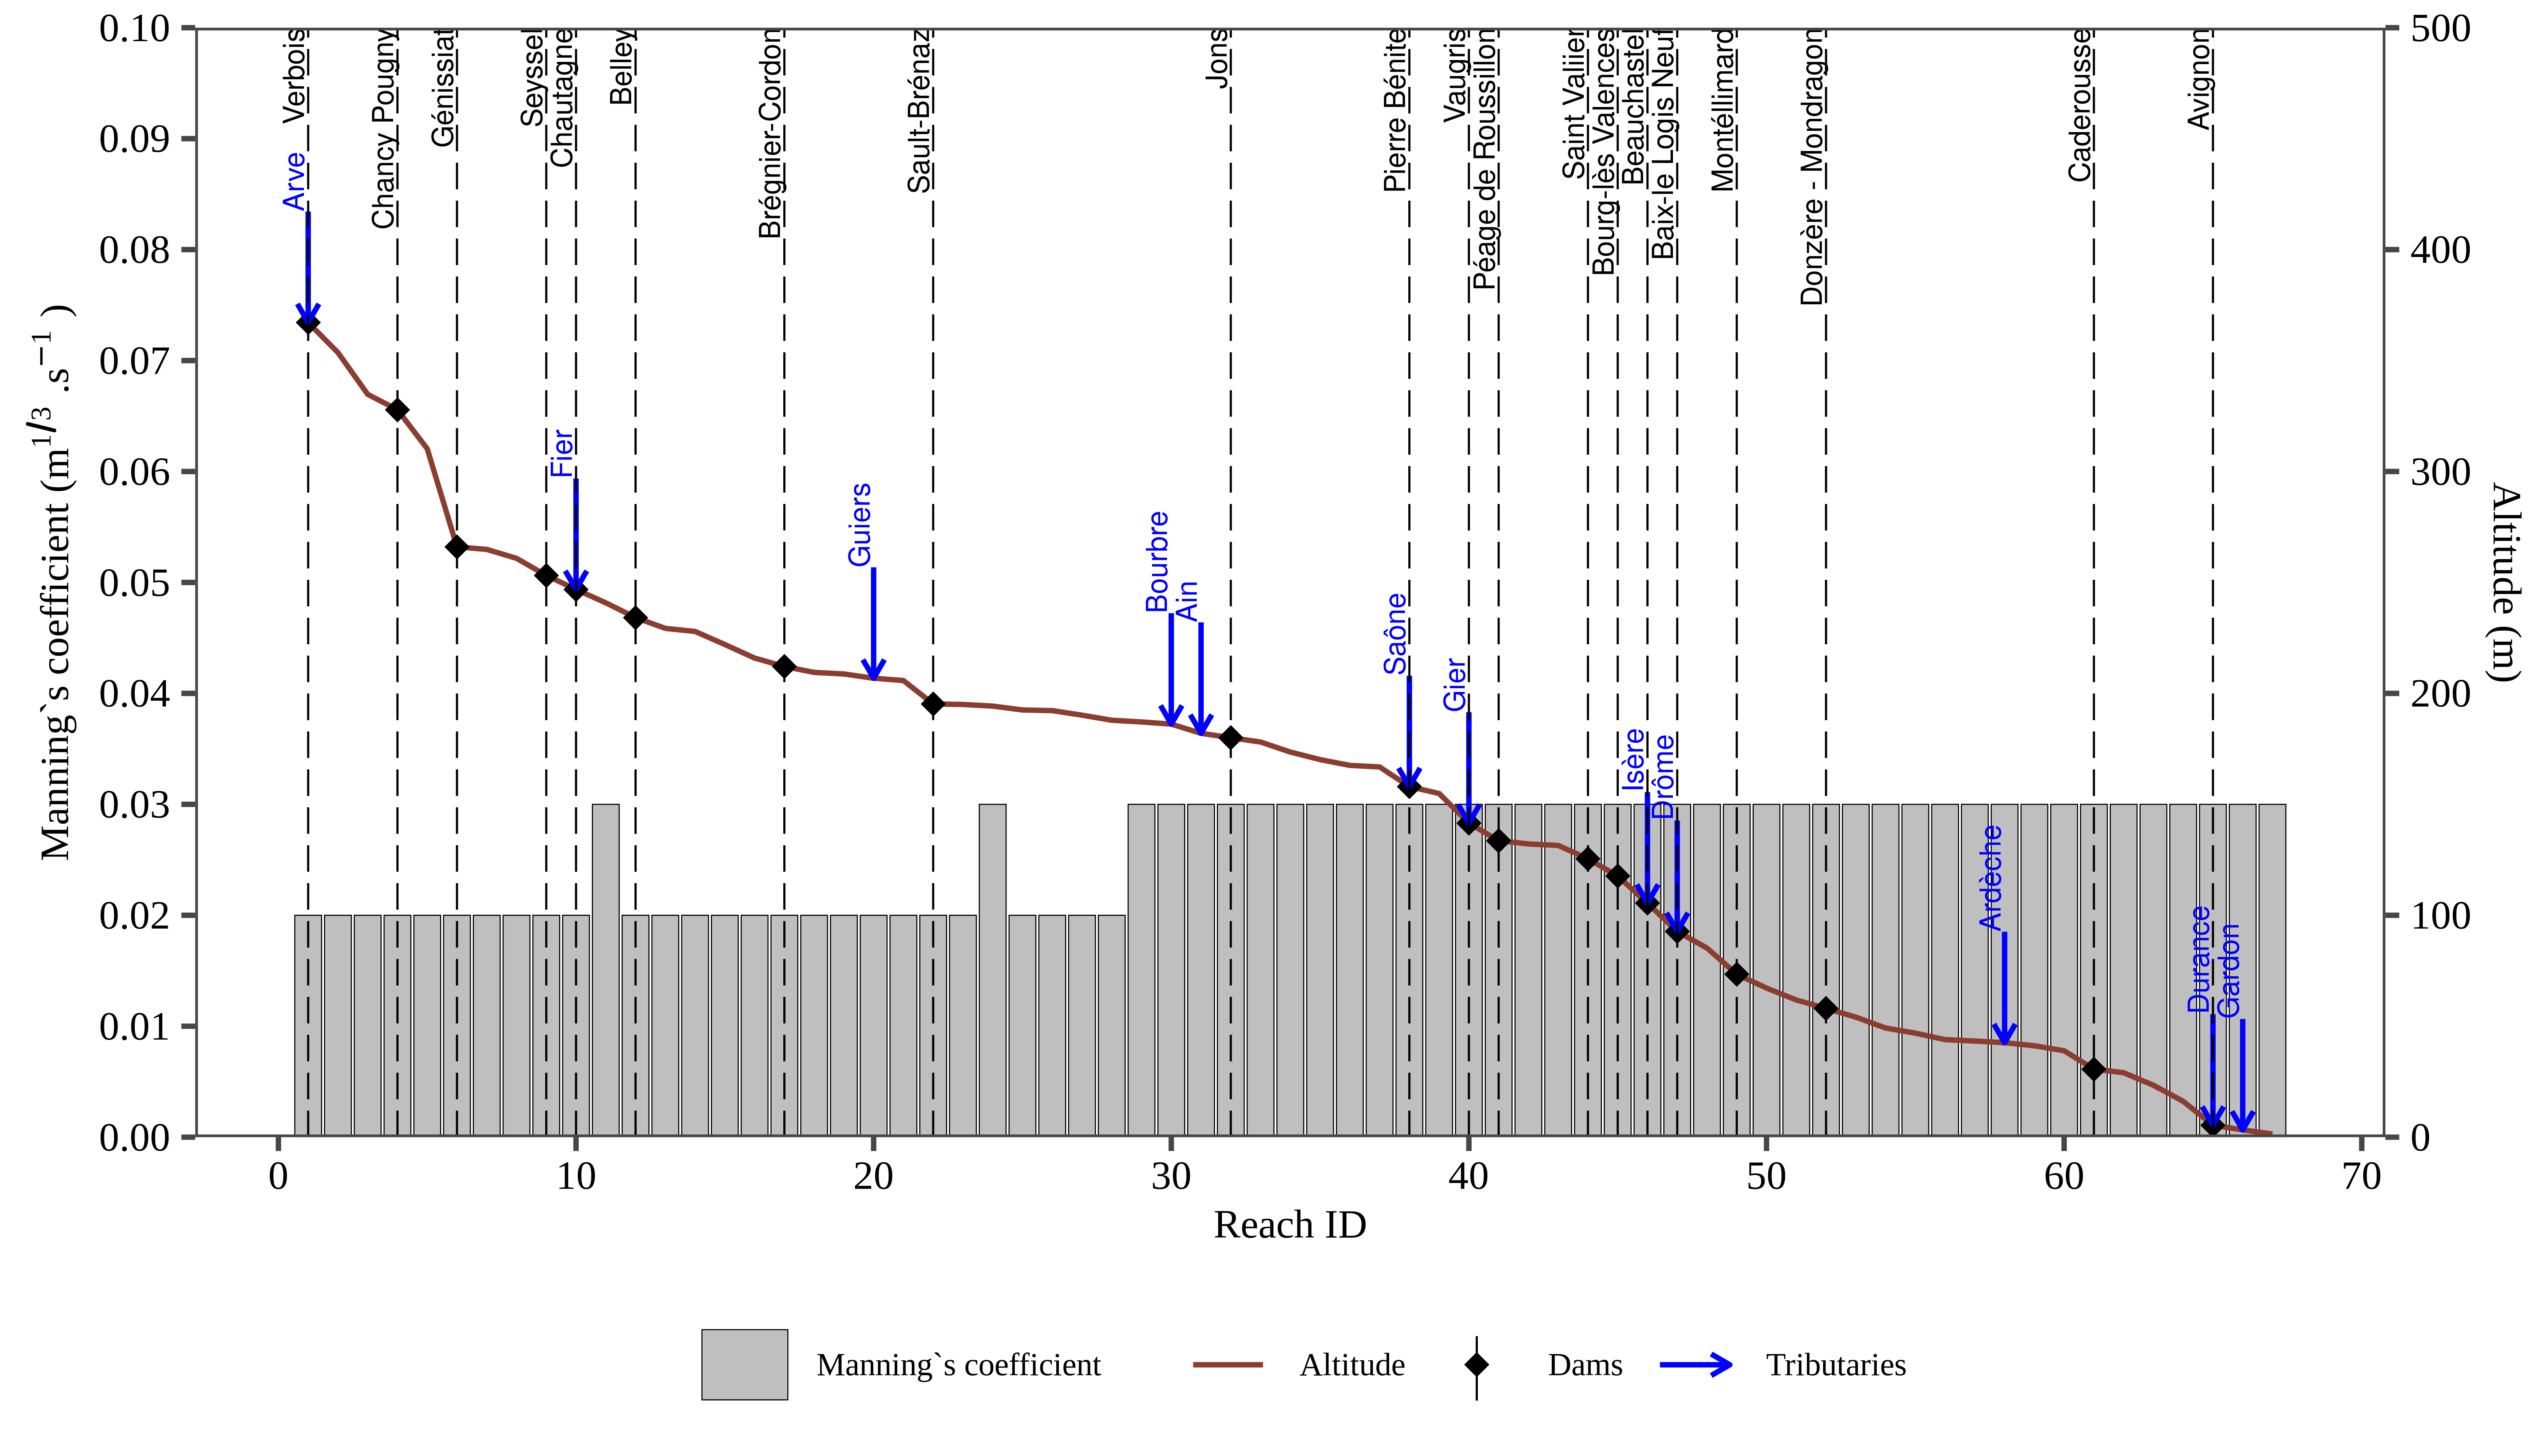 0.10
0.09
0.08
0.07
0.06
0.05
0.04
0.03
0.02
0.01
0.00
Manning`s coefficient (m^1/3 .s^−1 )
Verbois
Chancy Pougny
Génissiat
Seyssel
Chautagne
Belley
Brégnier-Cordon
Sault-Brénaz
Jons
Pierre Bénite
Vaugris
Péage de Roussillon
Saint Vallier
Bourg-lès Valences
Beauchastel
Baix-le Logis Neuf
Montéllimard
Donzère - Mondragon
Caderousse
Avignon
Arve
Fier
Guiers
Bourbre
Ain
Saône
Gier
Isère
Drôme
Ardèche
Durance
Gardon
500
400
300
200
100
0
Altitude (m)
0 10 20 30 40 50 60 70
Reach ID
Manning`s coefficient Altitude Dams Tributaries